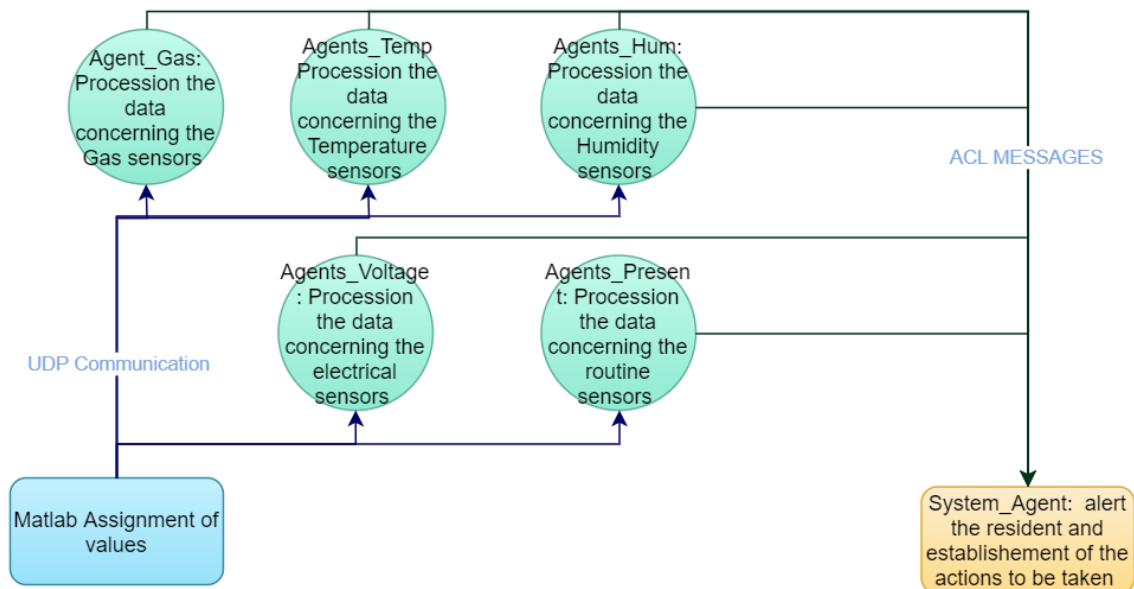 Agent_Gas:
Procession the
data
concerning the
Gas sensors
Agents_Temp
Procession the
data
concerning the
Temperature
sensors
Agents_Hum:
Procession the
data
concerning the
Humidity
sensors
ACL MESSAGES
Agents_Voltage
: Procession
the data
concerning the
electrical
sensors
Agents_Presen
t: Procession
the data
concerning the
routine
sensors
UDP Communication
Matlab Assignment of
values
System_Agent: alert
the resident and
establishement of the
actions to be taken